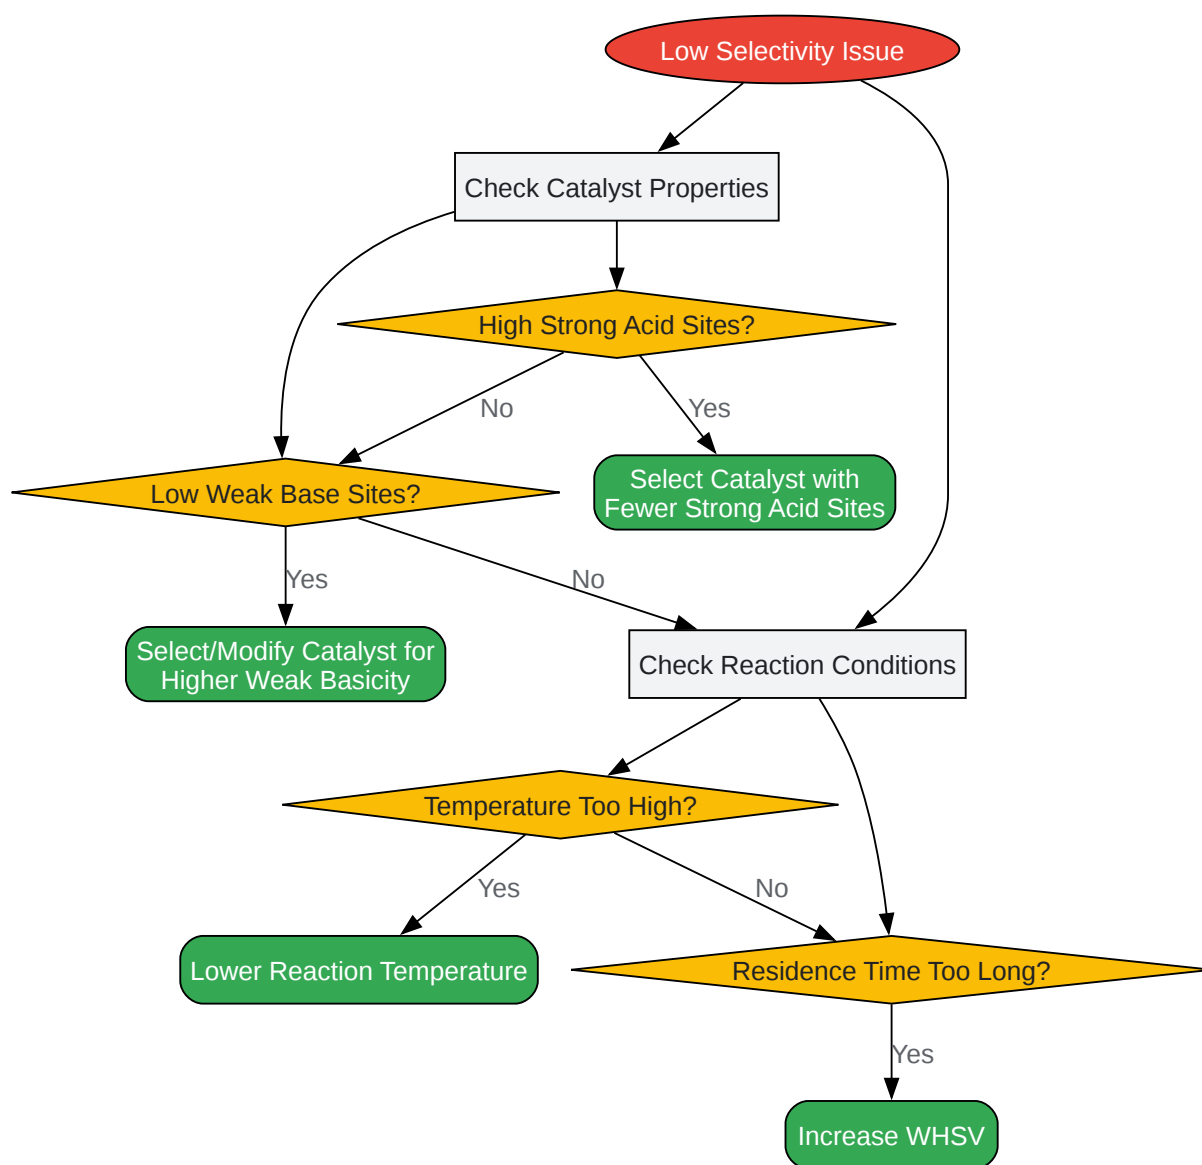 Low Selectivity Issue
Check Catalyst Properties
High Strong Acid Sites?
No
Yes
Select Catalyst with
Fewer Strong Acid Sites
Low Weak Base Sites?
Yes
No
Select/Modify Catalyst for
Higher Weak Basicity
Check Reaction Conditions
Temperature Too High?
Yes
No
Lower Reaction Temperature
Residence Time Too Long?
Yes
Increase WHSV